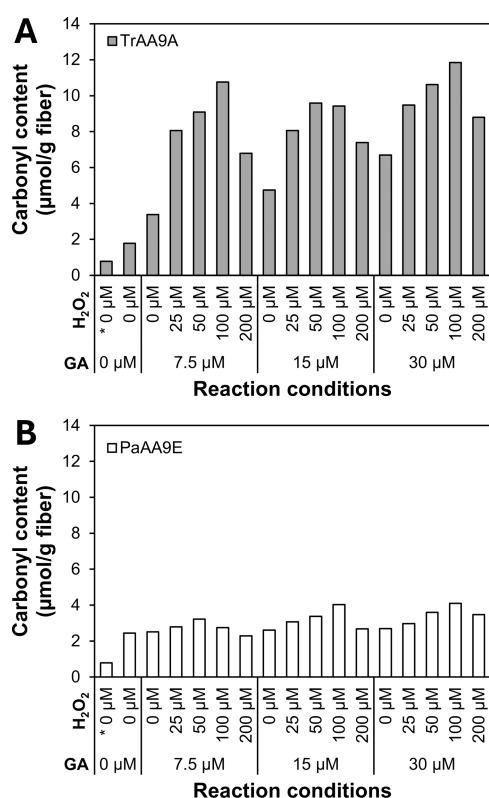 A
TrAA9A
Carbonyl content
(µmol/g fiber)
14
12
10
8
6
4
2
0
H₂O₂
* 0 µM
0 µM
0 µM
25 µM
50 µM
100 µM
200 µM
0 µM
25 µM
50 µM
100 µM
200 µM
0 µM
25 µM
50 µM
100 µM
200 µM
GA 0 µM 7.5 µM 15 µM 30 µM
Reaction conditions
B
PaAA9E
Carbonyl content
(µmol/g fiber)
14
12
10
8
6
4
2
0
H₂O₂
* 0 µM
0 µM
0 µM
25 µM
50 µM
100 µM
200 µM
0 µM
25 µM
50 µM
100 µM
200 µM
0 µM
25 µM
50 µM
100 µM
200 µM
GA 0 µM 7.5 µM 15 µM 30 µM
Reaction conditions